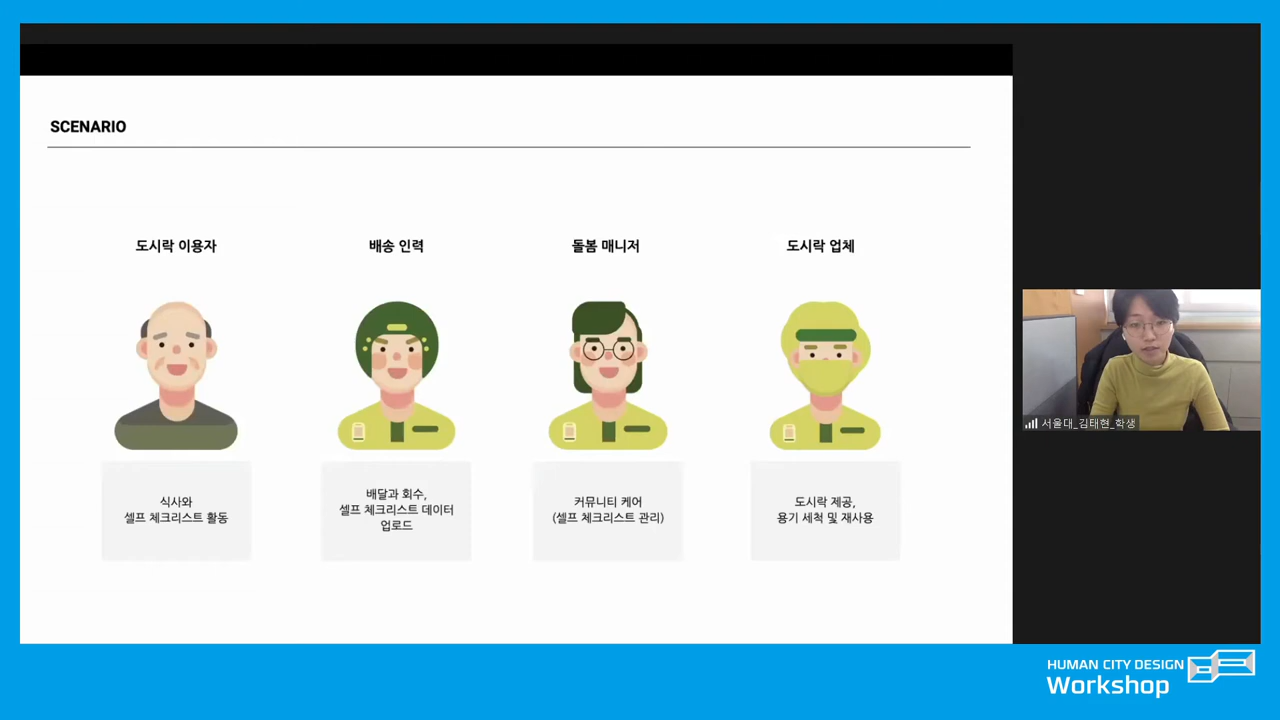 SCENARIO
도시락 이용자
배송 인력
돌봄 매니저
도시락 업체
식사와
셀프 체크리스트 활동
배달과 회수,
셀프 체크리스트 데이터
업로드
커뮤니티 케어
(셀프 체크리스트 관리)
도시락 제공,
용기 세척 및 재사용
서울대_김태현_학생
HUMAN CITY DESIGN
Workshop